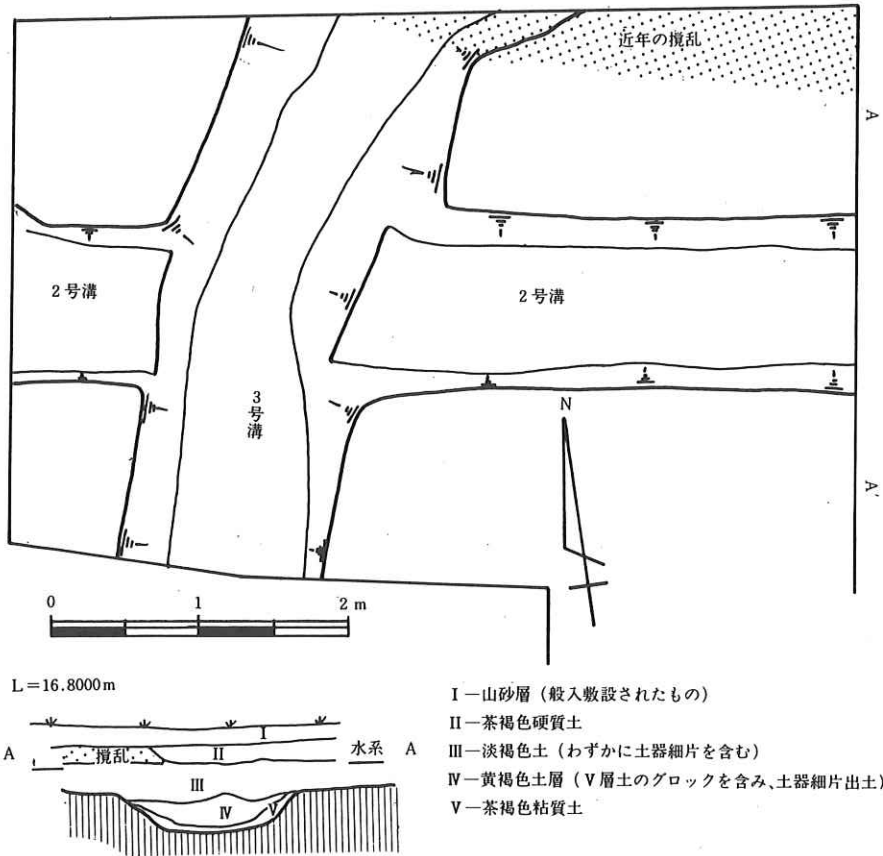 近年の攪乱
A
2号溝
2号溝
3号溝
N
A'
0 1 2 m
L=16.8000m
A 攪乱 I II 水系 A
III
IV V
I—山砂層（般入敷設されたもの）
II—茶褐色硬質土
III—淡褐色土（わずかに土器細片を含む）
IV—黄褐色土層（V層土のグロックを含み、土器細片出土）
V—茶褐色粘質土